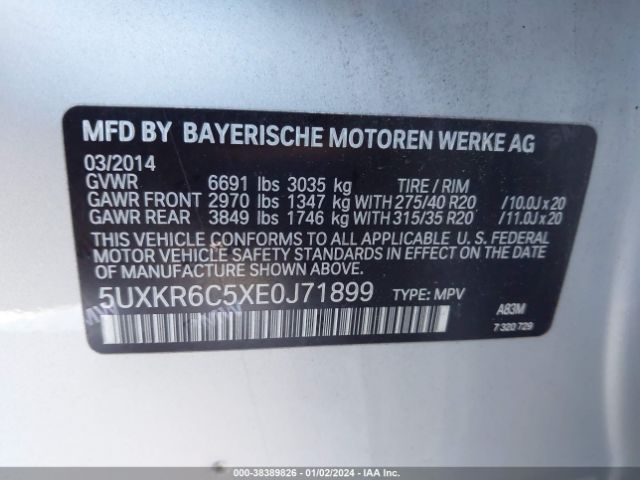 MFD BY BAYERISCHE MOTOREN WERKE AG
03/2014
GVWR 6691 lbs 3035 kg TIRE / RIM
GAWR FRONT 2970 lbs 1347 kg WITH 275/40 R20 /10.0J x 20
GAWR REAR 3849 lbs 1746 kg WITH 315/35 R20 /11.0J x 20
THIS VEHICLE CONFORMS TO ALL APPLICABLE U.S. FEDERAL
MOTOR VEHICLE SAFETY STANDARDS IN EFFECT ON THE DATE
OF MANUFACTURE SHOWN ABOVE.
5UXKR6C5XE0J71899 TYPE: MPV
A83M
7 320 729
000-38389826 - 01/02/2024 - IAAI.COM